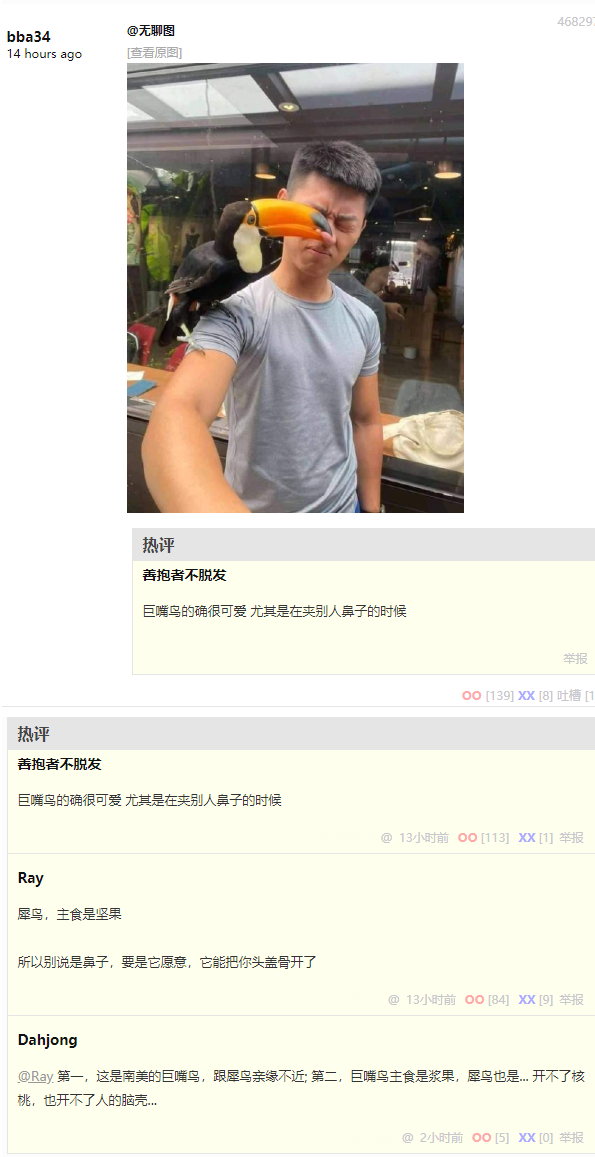 bba34
14 hours ago
@无聊图
468297
[查看原图]
热评
善抱者不脱发
巨嘴鸟的确很可爱 尤其是在夹别人鼻子的时候
举报
OO [139] XX [8] 吐槽 [1
热评
善抱者不脱发
巨嘴鸟的确很可爱 尤其是在夹别人鼻子的时候
@ 13小时前 OO [113] XX [1] 举报
Ray
犀鸟，主食是坚果
所以别说是鼻子，要是它愿意，它能把你头盖骨开了
@ 13小时前 OO [84] XX [9] 举报
Dahjong
@Ray 第一，这是南美的巨嘴鸟，跟犀鸟亲缘不近; 第二，巨嘴鸟主食是浆果，犀鸟也是... 开不了核
桃，也开不了人的脑壳...
@ 2小时前 OO [5] XX [0] 举报